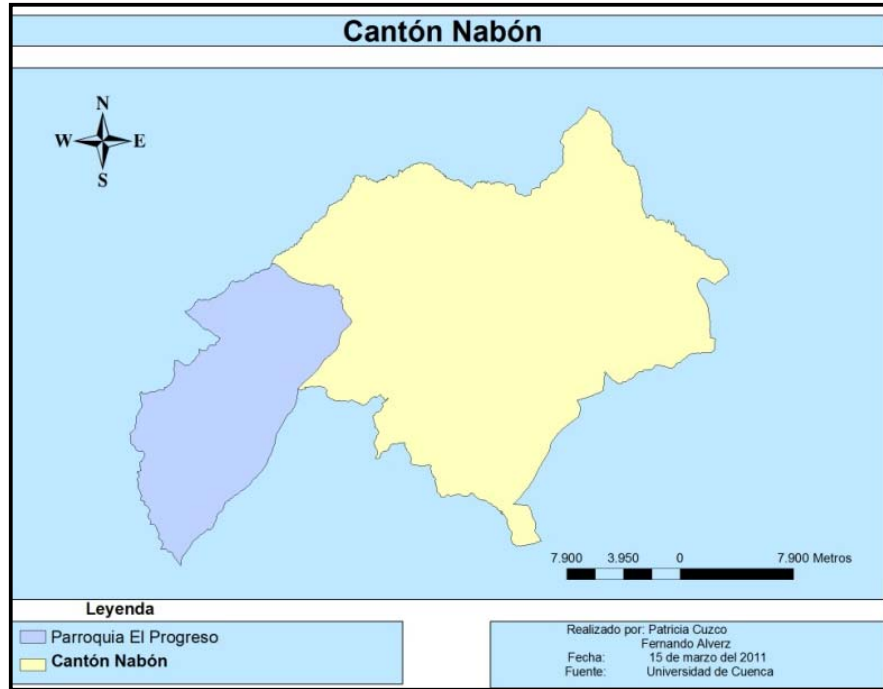 Cantón Nabón
N
W E
S
7.900 3.950 0 7.900 Metros
Leyenda
Parroquia El Progreso
Cantón Nabón
Realizado por: Patricia Cuzco
Fernando Alverz
Fecha: 15 de marzo del 2011
Fuente: Universidad de Cuenca